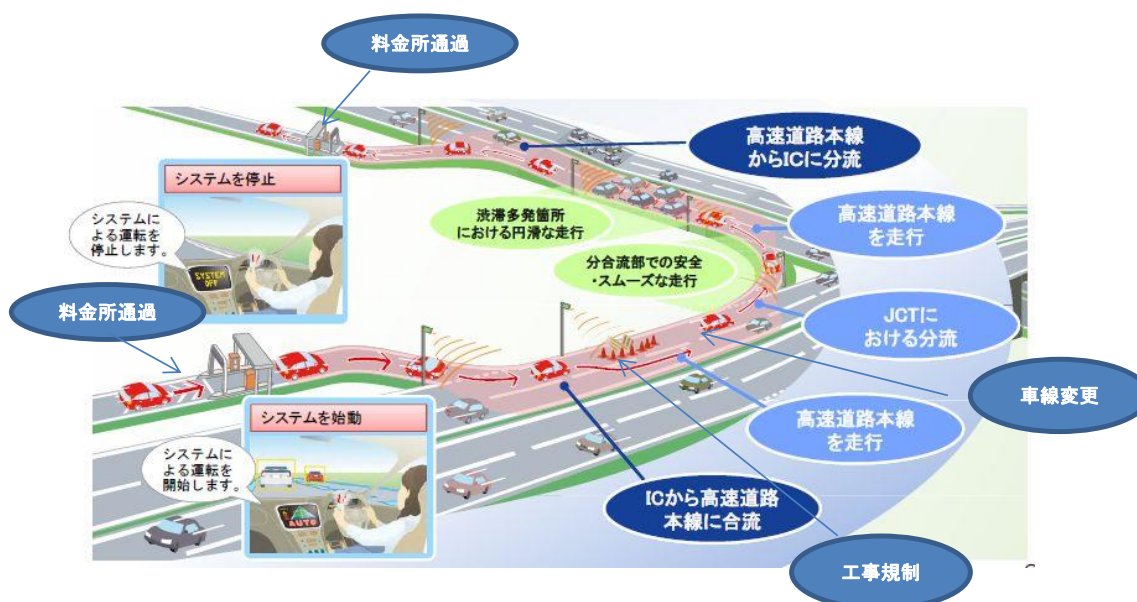 料金所通過
高速道路本線
からICに分流
システムを停止
システムに
よる運転を
停止します。
SYSTEM
OFF
渋滞多発箇所
における円滑な走行
高速道路本線
を走行
分合流部での安全
・スムーズな走行
料金所通過
JCTに
おける分流
車線変更
システムを始動
高速道路本線
を走行
システムに
よる運転を
開始します。
AUTO
ICから高速道路
本線に合流
工事規制